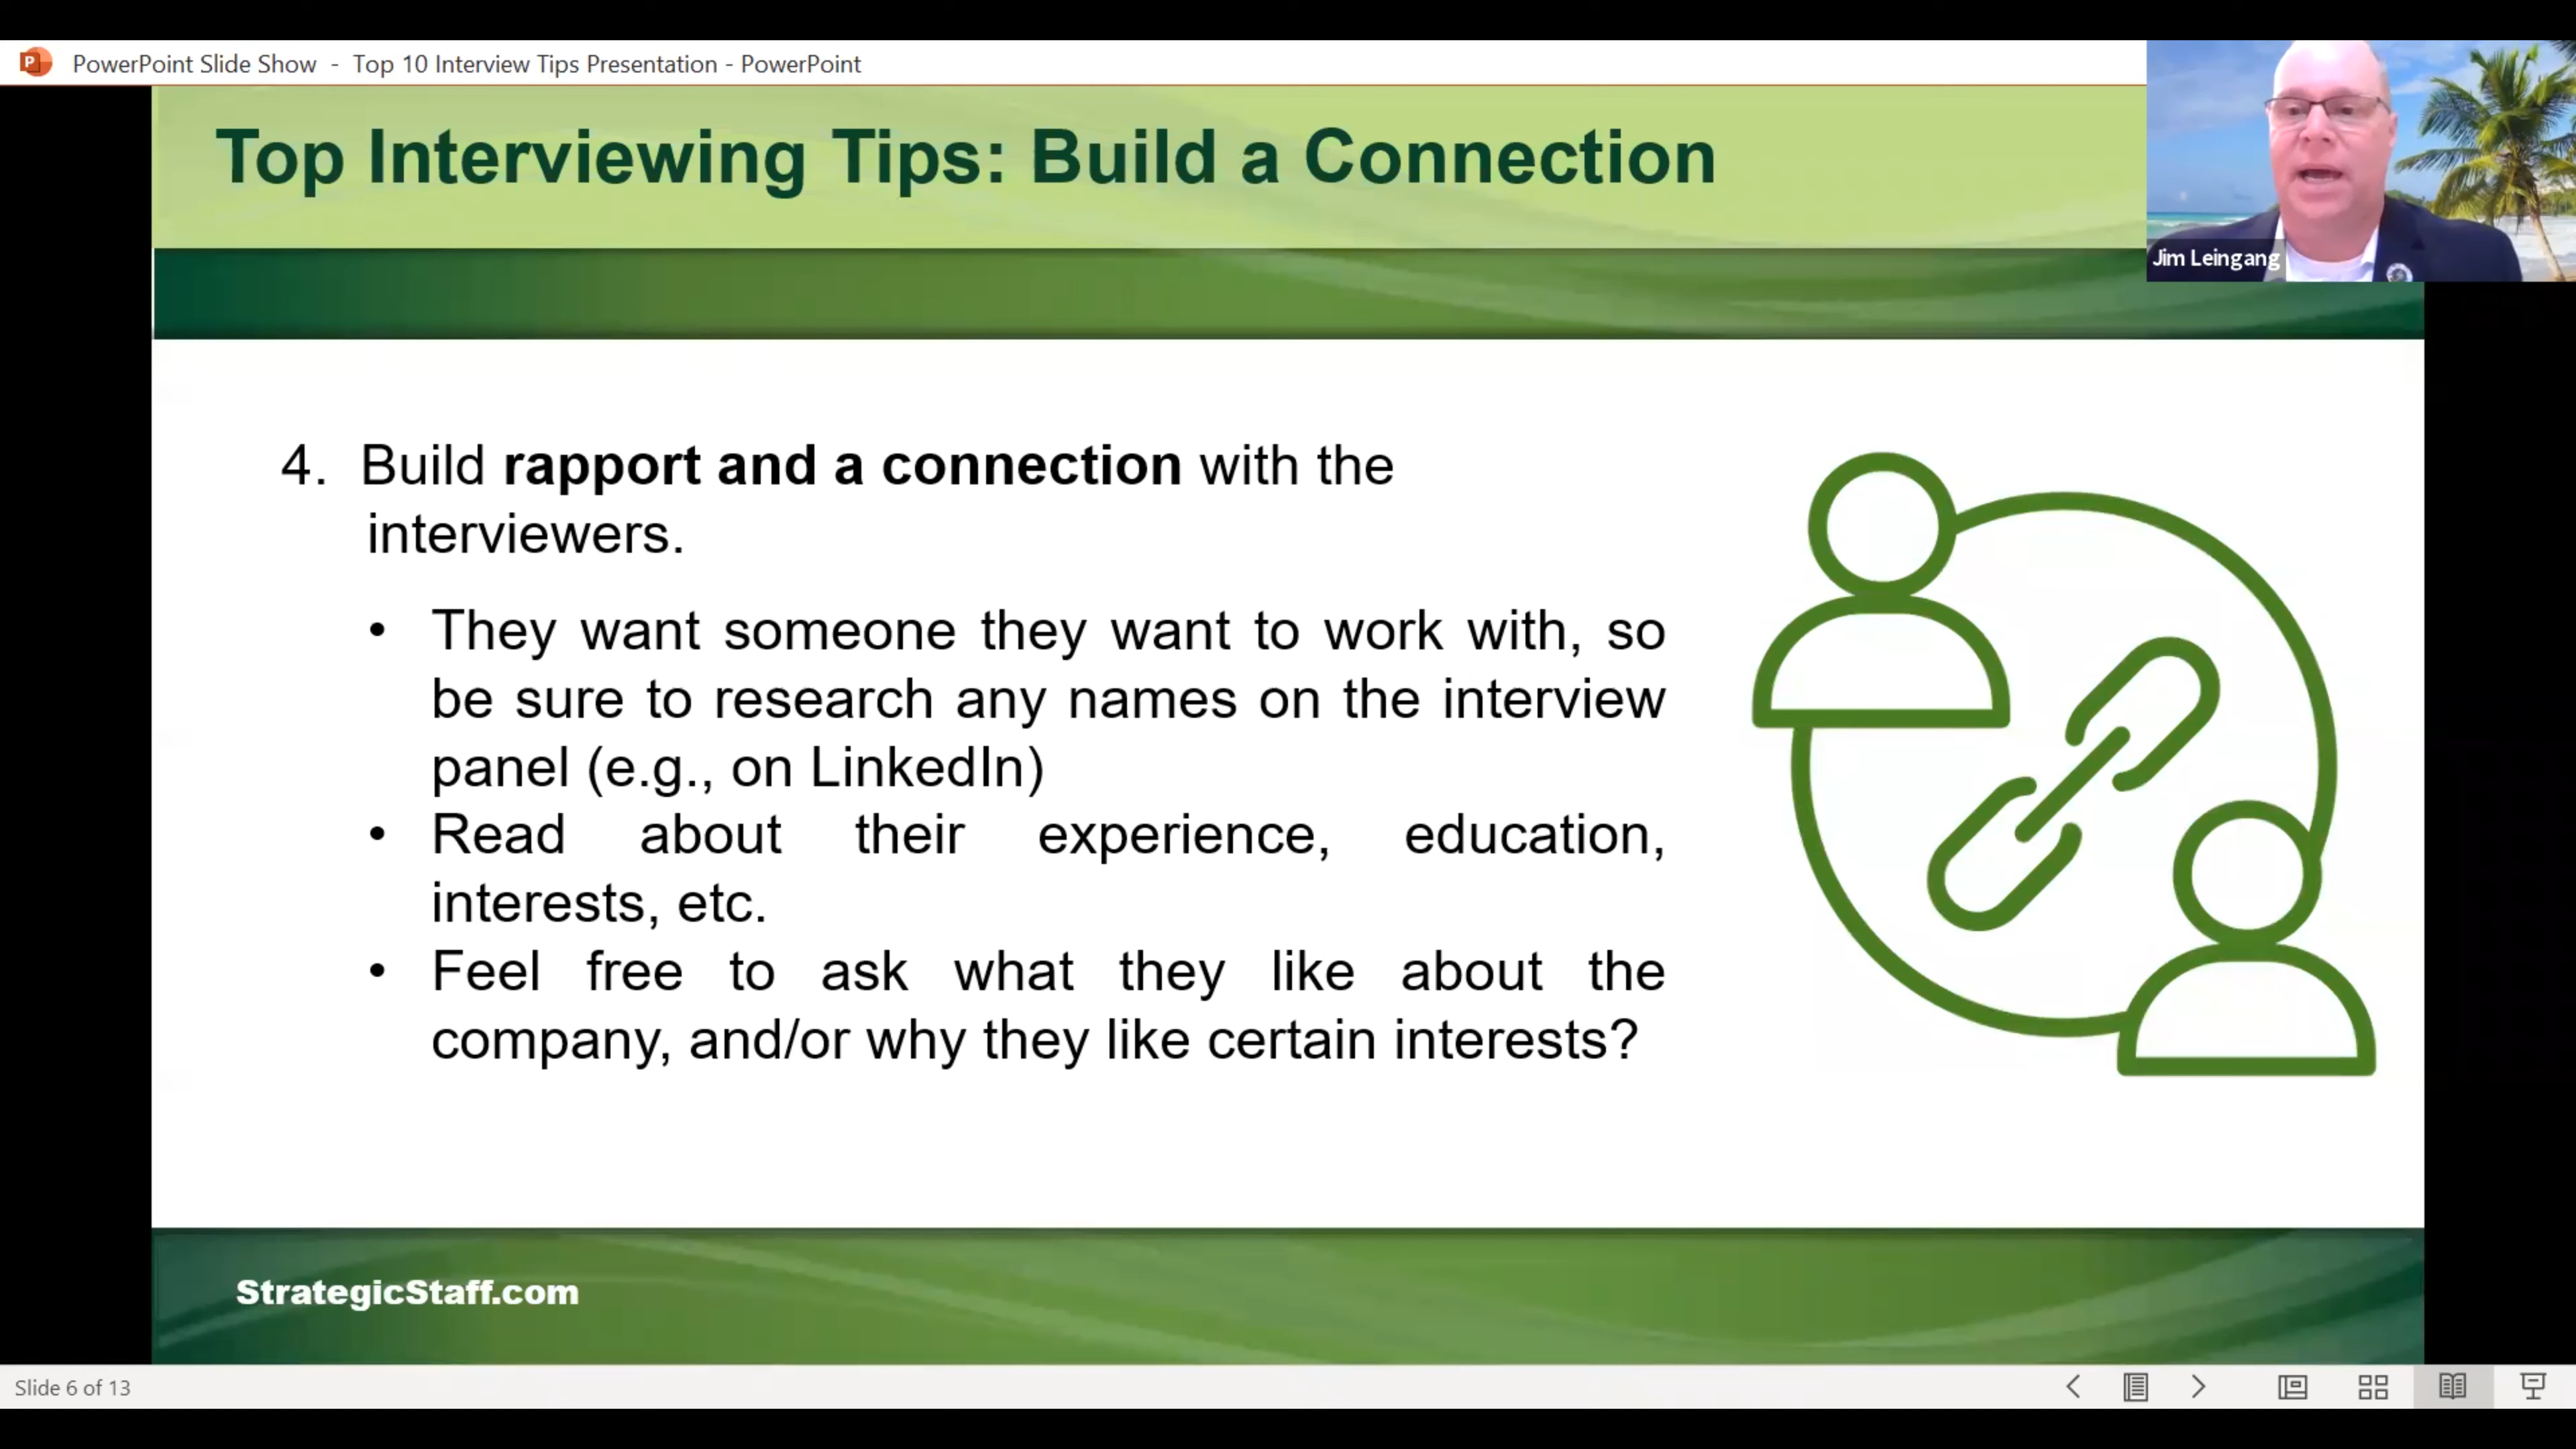 PowerPoint Slide Show - Top 10 Interview Tips Presentation - PowerPoint
Top Interviewing Tips: Build a Connection
Jim Leingang
4. Build rapport and a connection with the
interviewers.
• They want someone they want to work with, so
be sure to research any names on the interview
panel (e.g., on LinkedIn)
• Read about their experience, education,
interests, etc.
• Feel free to ask what they like about the
company, and/or why they like certain interests?
StrategicStaff.com
Slide 6 of 13